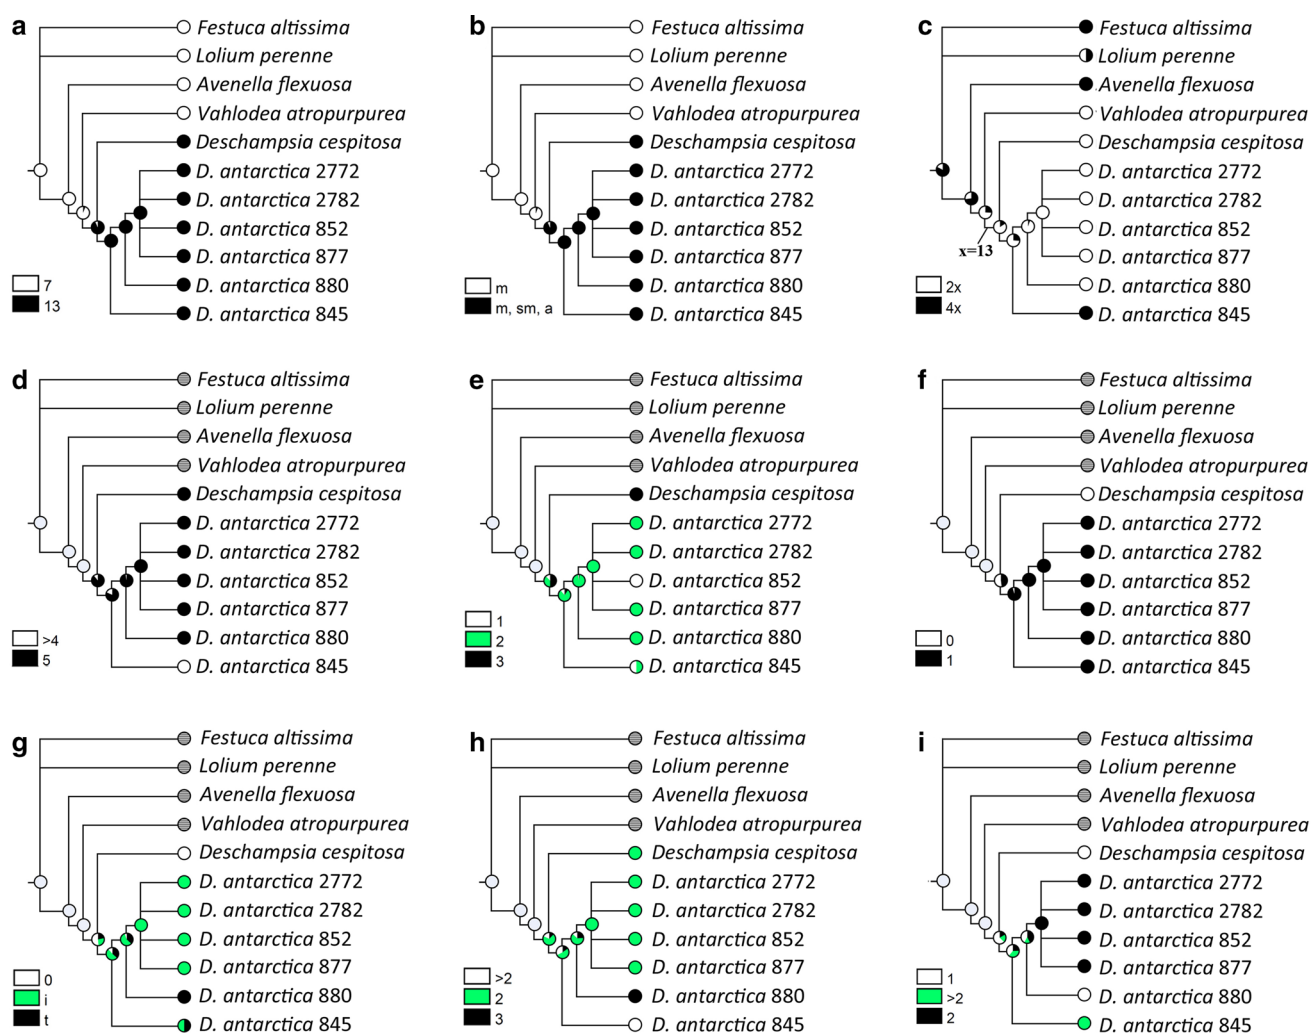 a
Festuca altissima
Lolium perenne
Avenella flexuosa
Vahlodea atropurpurea
Deschampsia cespitosa
D. antarctica 2772
D. antarctica 2782
D. antarctica 852
D. antarctica 877
D. antarctica 880
D. antarctica 845
7
13
b
Festuca altissima
Lolium perenne
Avenella flexuosa
Vahlodea atropurpurea
Deschampsia cespitosa
D. antarctica 2772
D. antarctica 2782
D. antarctica 852
D. antarctica 877
D. antarctica 880
D. antarctica 845
m
m, sm, a
c
Festuca altissima
Lolium perenne
Avenella flexuosa
Vahlodea atropurpurea
Deschampsia cespitosa
D. antarctica 2772
D. antarctica 2782
D. antarctica 852
D. antarctica 877
D. antarctica 880
D. antarctica 845
x=13
2x
4x
d
Festuca altissima
Lolium perenne
Avenella flexuosa
Vahlodea atropurpurea
Deschampsia cespitosa
D. antarctica 2772
D. antarctica 2782
D. antarctica 852
D. antarctica 877
D. antarctica 880
D. antarctica 845
>4
5
e
Festuca altissima
Lolium perenne
Avenella flexuosa
Vahlodea atropurpurea
Deschampsia cespitosa
D. antarctica 2772
D. antarctica 2782
D. antarctica 852
D. antarctica 877
D. antarctica 880
D. antarctica 845
1
2
3
f
Festuca altissima
Lolium perenne
Avenella flexuosa
Vahlodea atropurpurea
Deschampsia cespitosa
D. antarctica 2772
D. antarctica 2782
D. antarctica 852
D. antarctica 877
D. antarctica 880
D. antarctica 845
0
1
g
Festuca altissima
Lolium perenne
Avenella flexuosa
Vahlodea atropurpurea
Deschampsia cespitosa
D. antarctica 2772
D. antarctica 2782
D. antarctica 852
D. antarctica 877
D. antarctica 880
D. antarctica 845
0
i
t
h
Festuca altissima
Lolium perenne
Avenella flexuosa
Vahlodea atropurpurea
Deschampsia cespitosa
D. antarctica 2772
D. antarctica 2782
D. antarctica 852
D. antarctica 877
D. antarctica 880
D. antarctica 845
>2
2
3
i
Festuca altissima
Lolium perenne
Avenella flexuosa
Vahlodea atropurpurea
Deschampsia cespitosa
D. antarctica 2772
D. antarctica 2782
D. antarctica 852
D. antarctica 877
D. antarctica 880
D. antarctica 845
1
>2
2